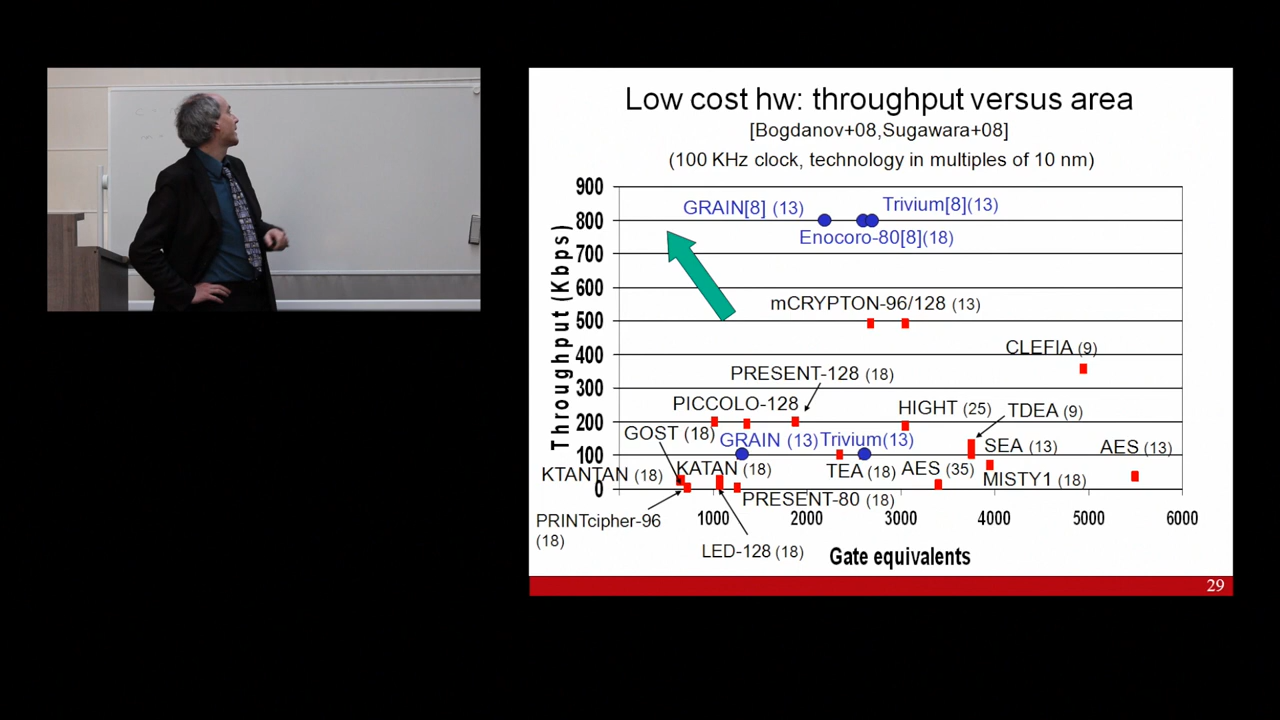 Low cost hw: throughput versus area
[Bogdanov+08,Sugawara+08]
(100 KHz clock, technology in multiples of 10 nm)
Throughput (Kbps)
900
800
700
600
500
400
300
200
100
0
GRAIN[8] (13)
Trivium[8](13)
Enocoro-80[8](18)
mCRYPTON-96/128 (13)
CLEFIA (9)
PRESENT-128 (18)
PICCOLO-128
HIGHT (25)
TDEA (9)
GOST (18)
GRAIN (13)
Trivium(13)
SEA (13)
AES (13)
KTANTAN (18)
KATAN (18)
TEA (18)
AES (35)
MISTY1 (18)
PRESENT-80 (18)
PRINTcipher-96
(18)
LED-128 (18)
1000 2000 3000 4000 5000 6000
Gate equivalents
29